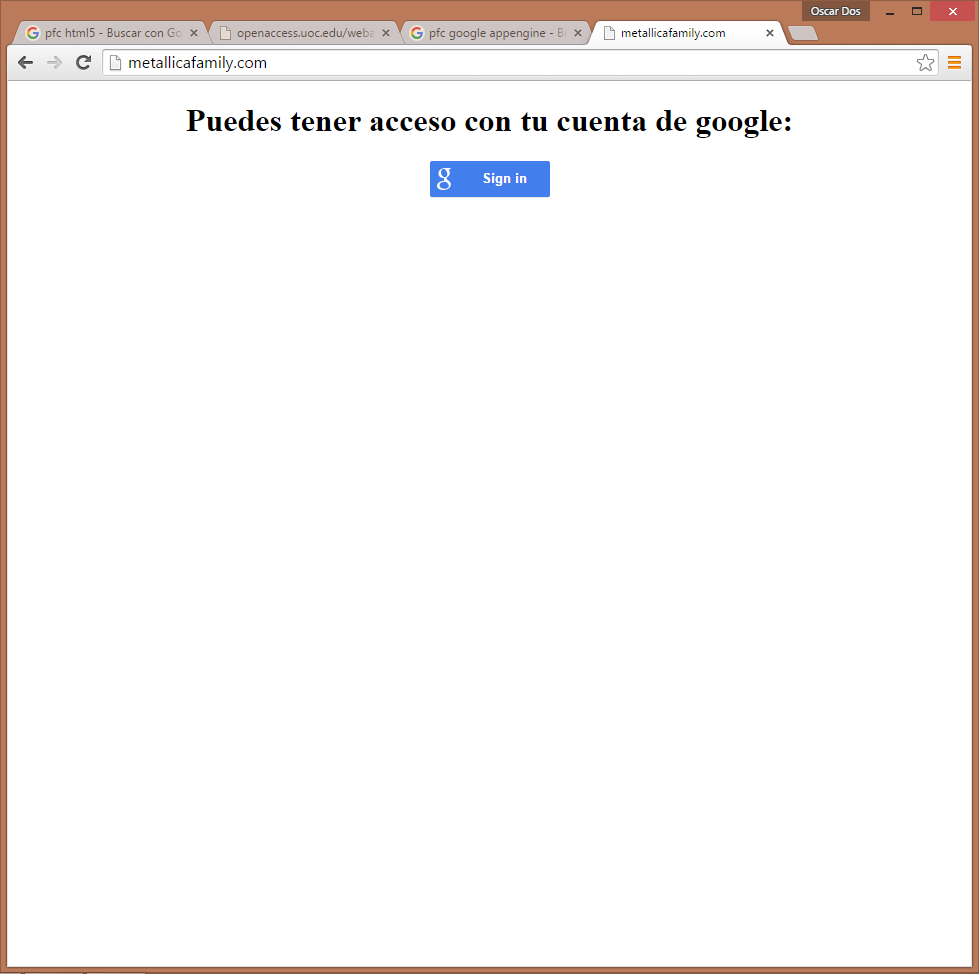 Oscar Dos
pfc html5 - Buscar con Go
openaccess.uoc.edu/weba
pfc google appengine - B
metallicafamily.com
metallicafamily.com
Puedes tener acceso con tu cuenta de google:
g Sign in